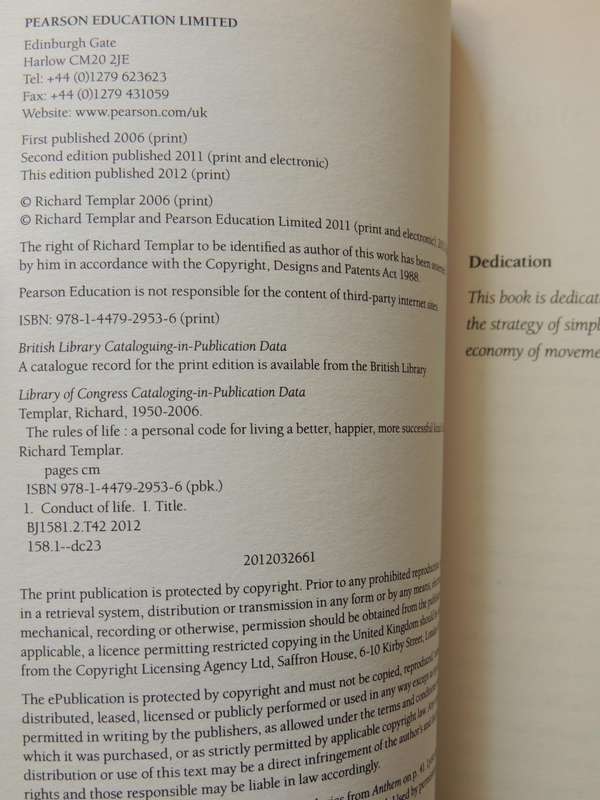 PEARSON EDUCATION LIMITED
Edinburgh Gate
Harlow CM20 2JE
Tel: +44 (0)1279 623623
Fax: +44 (0)1279 431059
Website: www.pearson.com/uk
First published 2006 (print)
Second edition published 2011 (print and electronic)
This edition published 2012 (print)
© Richard Templar 2006 (print)
© Richard Templar and Pearson Education Limited 2011 (print and electronic)
The right of Richard Templar to be identified as author of this work has been
by him in accordance with the Copyright, Designs and Patents Act 1988.
Pearson Education is not responsible for the content of third-party internet sites
ISBN: 978-1-4479-2953-6 (print)
British Library Cataloguing-in-Publication Data
A catalogue record for the print edition is available from the British Library
Library of Congress Cataloging-in-Publication Data
Templar, Richard, 1950-2006.
The rules of life : a personal code for living a better, happier, more successful
Richard Templar.
pages cm
ISBN 978-1-4479-2953-6 (pbk.)
1. Conduct of life. I. Title.
BJ1581.2.T42 2012
158.1--dc23
2012032661
The print publication is protected by copyright. Prior to any prohibited reproduction,
in a retrieval system, distribution or transmission in any form or by any means,
mechanical, recording or otherwise, permission should be obtained from the
applicable, a licence permitting restricted copying in the United Kingdom should
from the Copyright Licensing Agency Ltd, Saffron House, 6-10 Kirby Street,
The ePublication is protected by copyright and must not be copied, reproduced,
distributed, leased, licensed or publicly performed or used in any way except
permitted in writing by the publishers, as allowed under the terms and conditions
which it was purchased, or as strictly permitted by applicable copyright law.
distribution or use of this text may be a direct infringement of the author's and
rights and those responsible may be liable in law accordingly.
from Anthem on p. 41.
Dedication
This book is dedicat
the strategy of simpl
economy of moveme